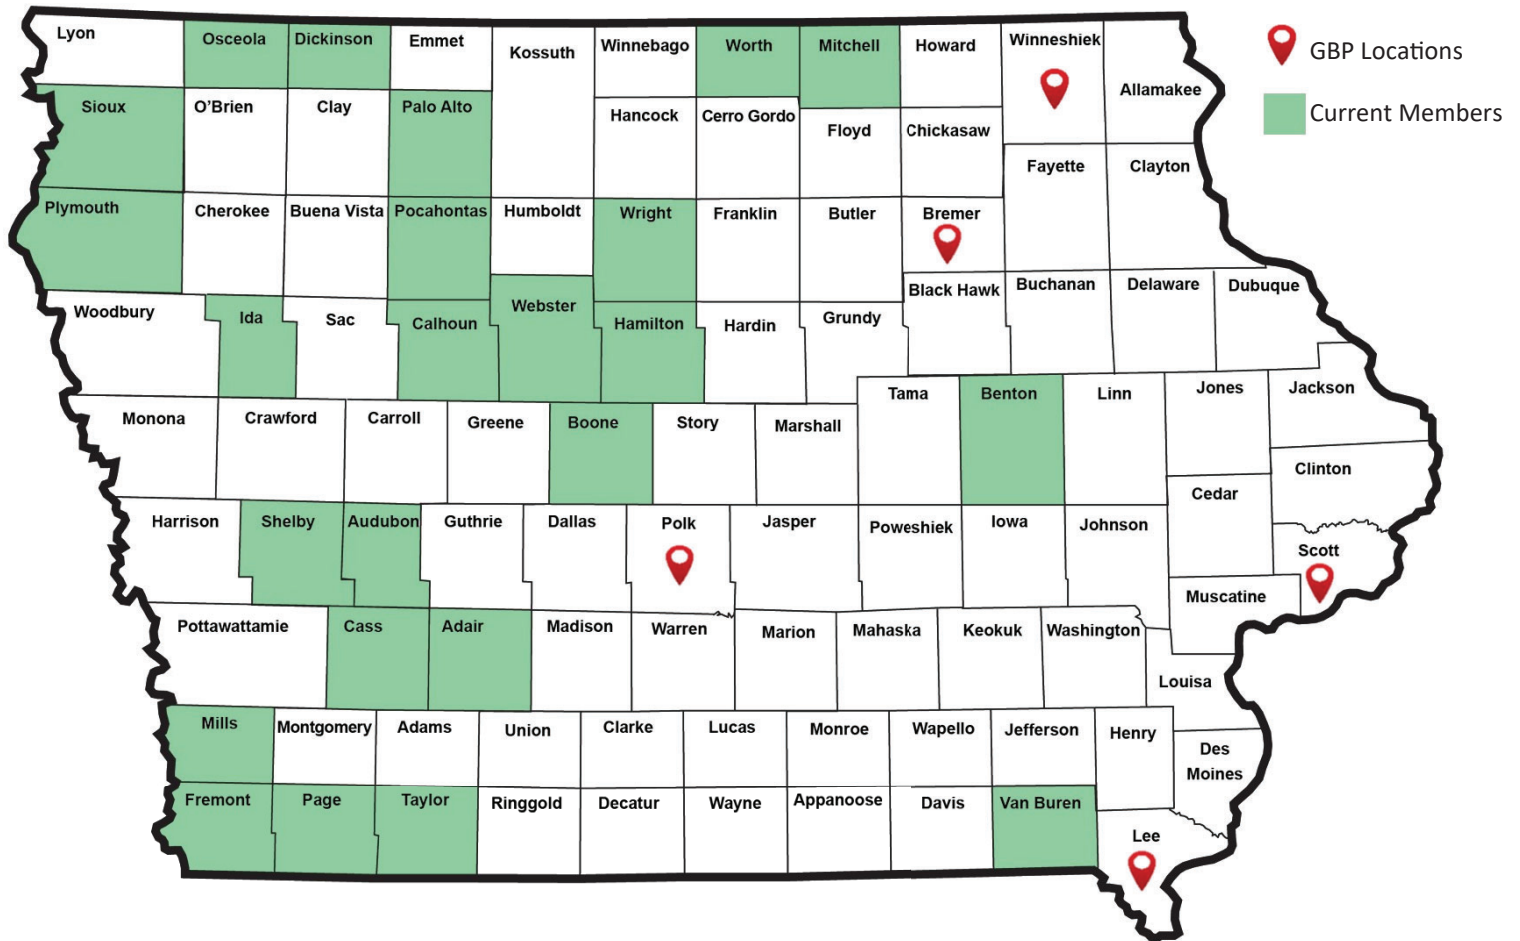 Lyon
Osceola
Dickinson
Emmet
Kossuth
Winnebago
Worth
Mitchell
Howard
Winneshiek
Allamakee
GBP Locations
Current Members
Sioux
O'Brien
Clay
Palo Alto
Hancock
Cerro Gordo
Floyd
Chickasaw
Fayette
Clayton
Plymouth
Cherokee
Buena Vista
Pocahontas
Humboldt
Wright
Franklin
Butler
Bremer
Woodbury
Ida
Sac
Calhoun
Webster
Hamilton
Hardin
Grundy
Black Hawk
Buchanan
Delaware
Dubuque
Monona
Crawford
Carroll
Greene
Boone
Story
Marshall
Tama
Benton
Linn
Jones
Jackson
Clinton
Cedar
Harrison
Shelby
Audubon
Guthrie
Dallas
Polk
Jasper
Poweshiek
Iowa
Johnson
Scott
Muscatine
Pottawattamie
Cass
Adair
Madison
Warren
Marion
Mahaska
Keokuk
Washington
Louisa
Mills
Montgomery
Adams
Union
Clarke
Lucas
Monroe
Wapello
Jefferson
Henry
Des
Moines
Fremont
Page
Taylor
Ringgold
Decatur
Wayne
Appanoose
Davis
Van Buren
Lee